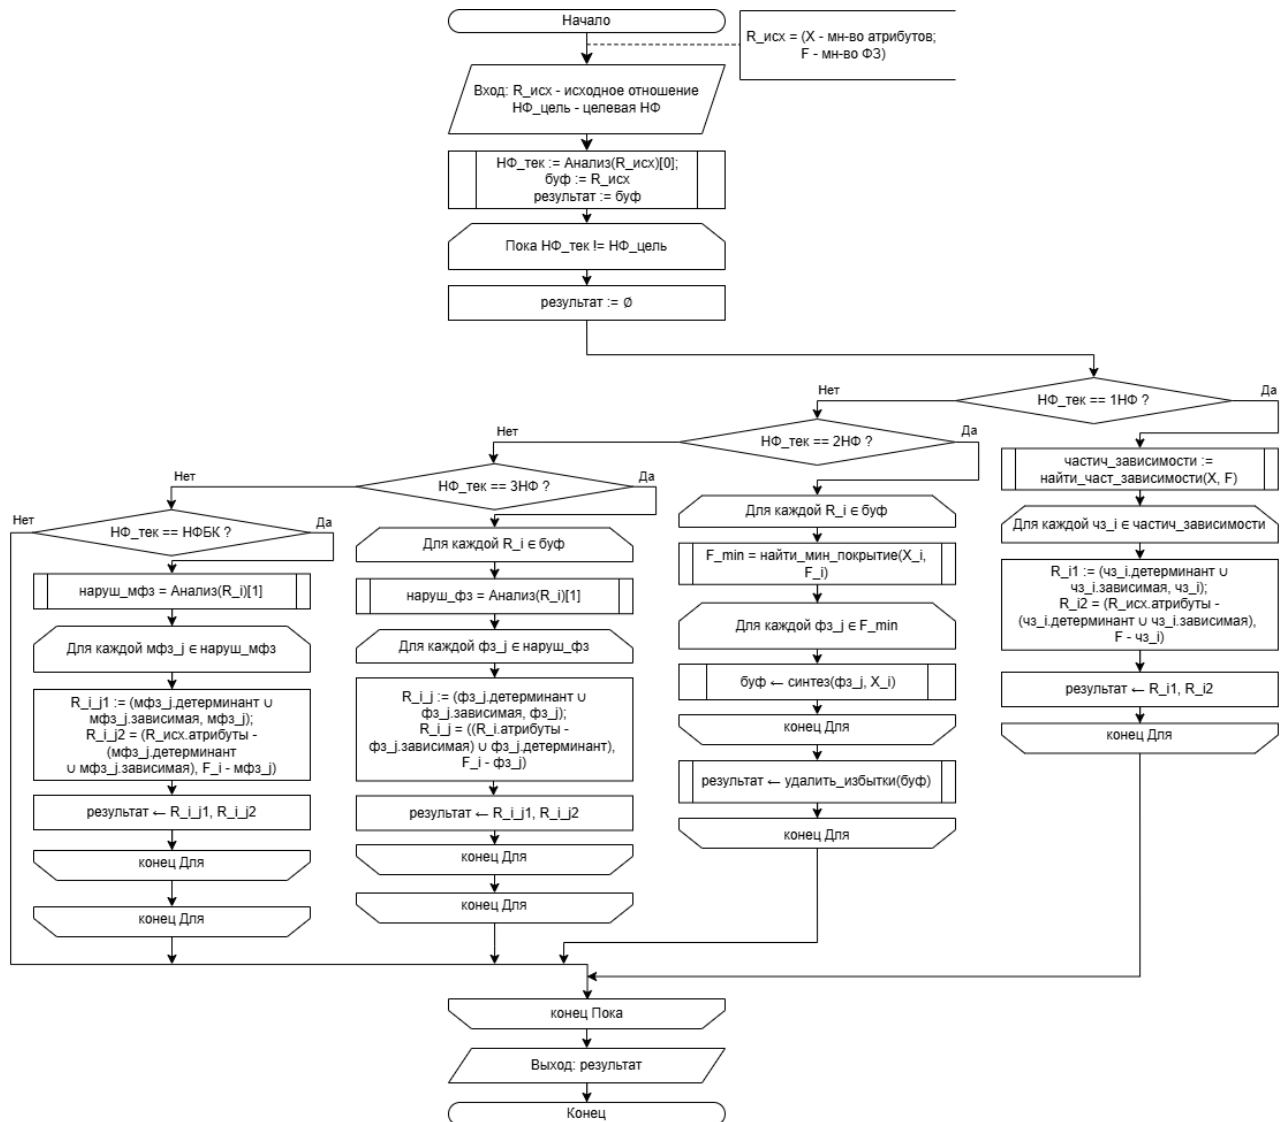 Начало
R_исх = (X - мн-во атрибутов;
F - мн-во ФЗ)
Вход: R_исх - исходное отношение
НФ_цель - целевая НФ
НФ_тек := Анализ(R_исх)[0];
буф := R_исх
результат := буф
Пока НФ_тек != НФ_цель
результат := ∅
НФ_тек == 1НФ ?
Нет
Да
НФ_тек == 2НФ ?
Нет
Да
НФ_тек == 3НФ ?
Нет
Да
НФ_тек == НФБК ?
Нет
Да
наруш_мфз = Анализ(R_i)[1]
Для каждой мфз_j ∈ наруш_мфз
R_i_j1 := (мфз_j.детерминант ∪
мфз_j.зависимая, мфз_j);
R_i_j2 = (R_исх.атрибуты -
(мфз_j.детерминант
∪ мфз_j.зависимая), F_i - мфз_j)
результат ← R_i_j1, R_i_j2
конец Для
конец Для
Для каждой R_i ∈ буф
наруш_фз = Анализ(R_i)[1]
Для каждой фз_j ∈ наруш_фз
R_i_j := (фз_j.детерминант ∪
фз_j.зависимая, фз_j);
R_i_j = ((R_i.атрибуты -
фз_j.зависимая) ∪ фз_j.детерминант),
F_i - фз_j)
результат ← R_i_j1, R_i_j2
конец Для
конец Для
Для каждой R_i ∈ буф
F_min = найти_мин_покрытие(X_i,
F_i)
Для каждой фз_j ∈ F_min
буф ← синтез(фз_j, X_i)
конец Для
результат ← удалить_избытки(буф)
конец Для
частич_зависимости :=
найти_част_зависимости(X, F)
Для каждой чз_i ∈ частич_зависимости
R_i1 := (чз_i.детерминант ∪
чз_i.зависимая, чз_i);
R_i2 = (R_исх.атрибуты -
(чз_i.детерминант ∪ чз_i.зависимая),
F - чз_i)
результат ← R_i1, R_i2
конец Для
конец Пока
Выход: результат
Конец